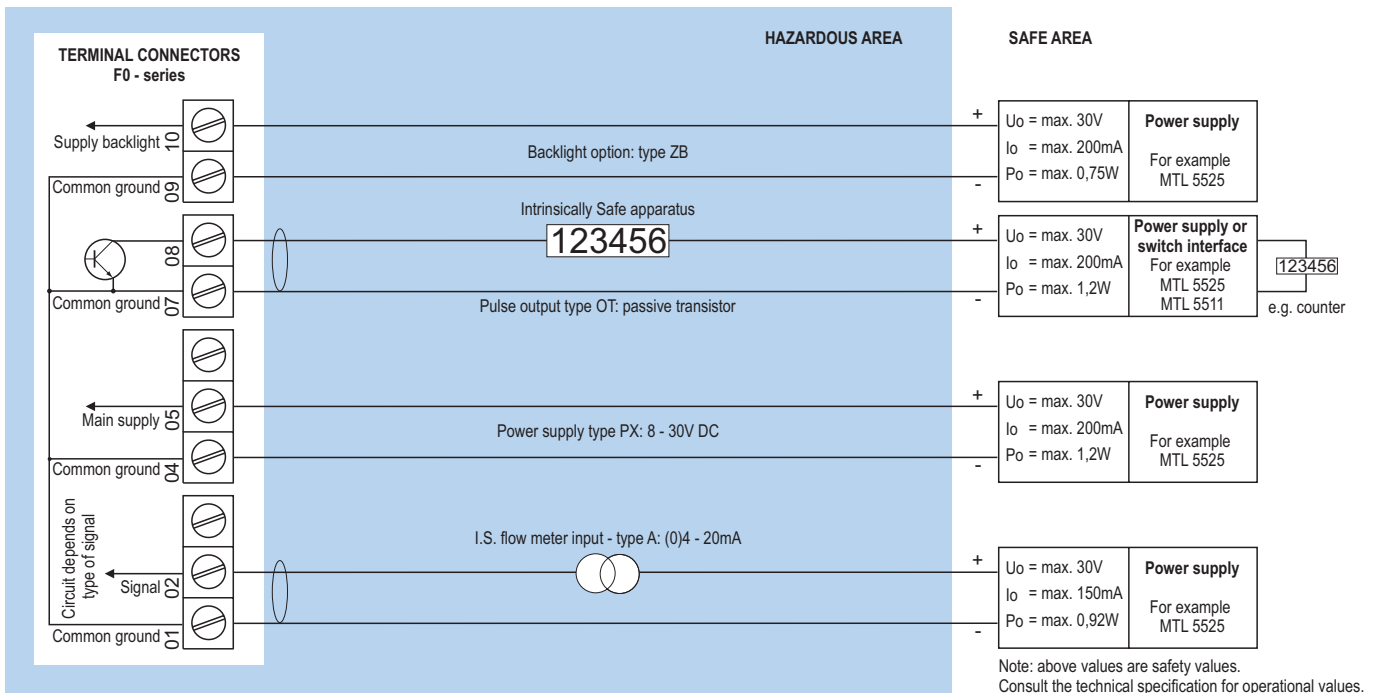 HAZARDOUS AREA
SAFE AREA
TERMINAL CONNECTORS
F0 - series
Supply backlight
10
Common ground
09
Backlight option: type ZB
+
-
Uo = max. 30V
Io = max. 200mA
Po = max. 0,75W
Power supply
For example
MTL 5525
08
Common ground
07
Intrinsically Safe apparatus
123456
Pulse output type OT: passive transistor
+
-
Uo = max. 30V
Io = max. 200mA
Po = max. 1,2W
Power supply or
switch interface
For example
MTL 5525
MTL 5511
123456
e.g. counter
Main supply
05
Common ground
04
Power supply type PX: 8 - 30V DC
+
-
Uo = max. 30V
Io = max. 200mA
Po = max. 1,2W
Power supply
For example
MTL 5525
Circuit depends on
type of signal
Signal
02
Common ground
01
I.S. flow meter input - type A: (0)4 - 20mA
+
-
Uo = max. 30V
Io = max. 150mA
Po = max. 0,92W
Power supply
For example
MTL 5525
Note: above values are safety values.
Consult the technical specification for operational values.